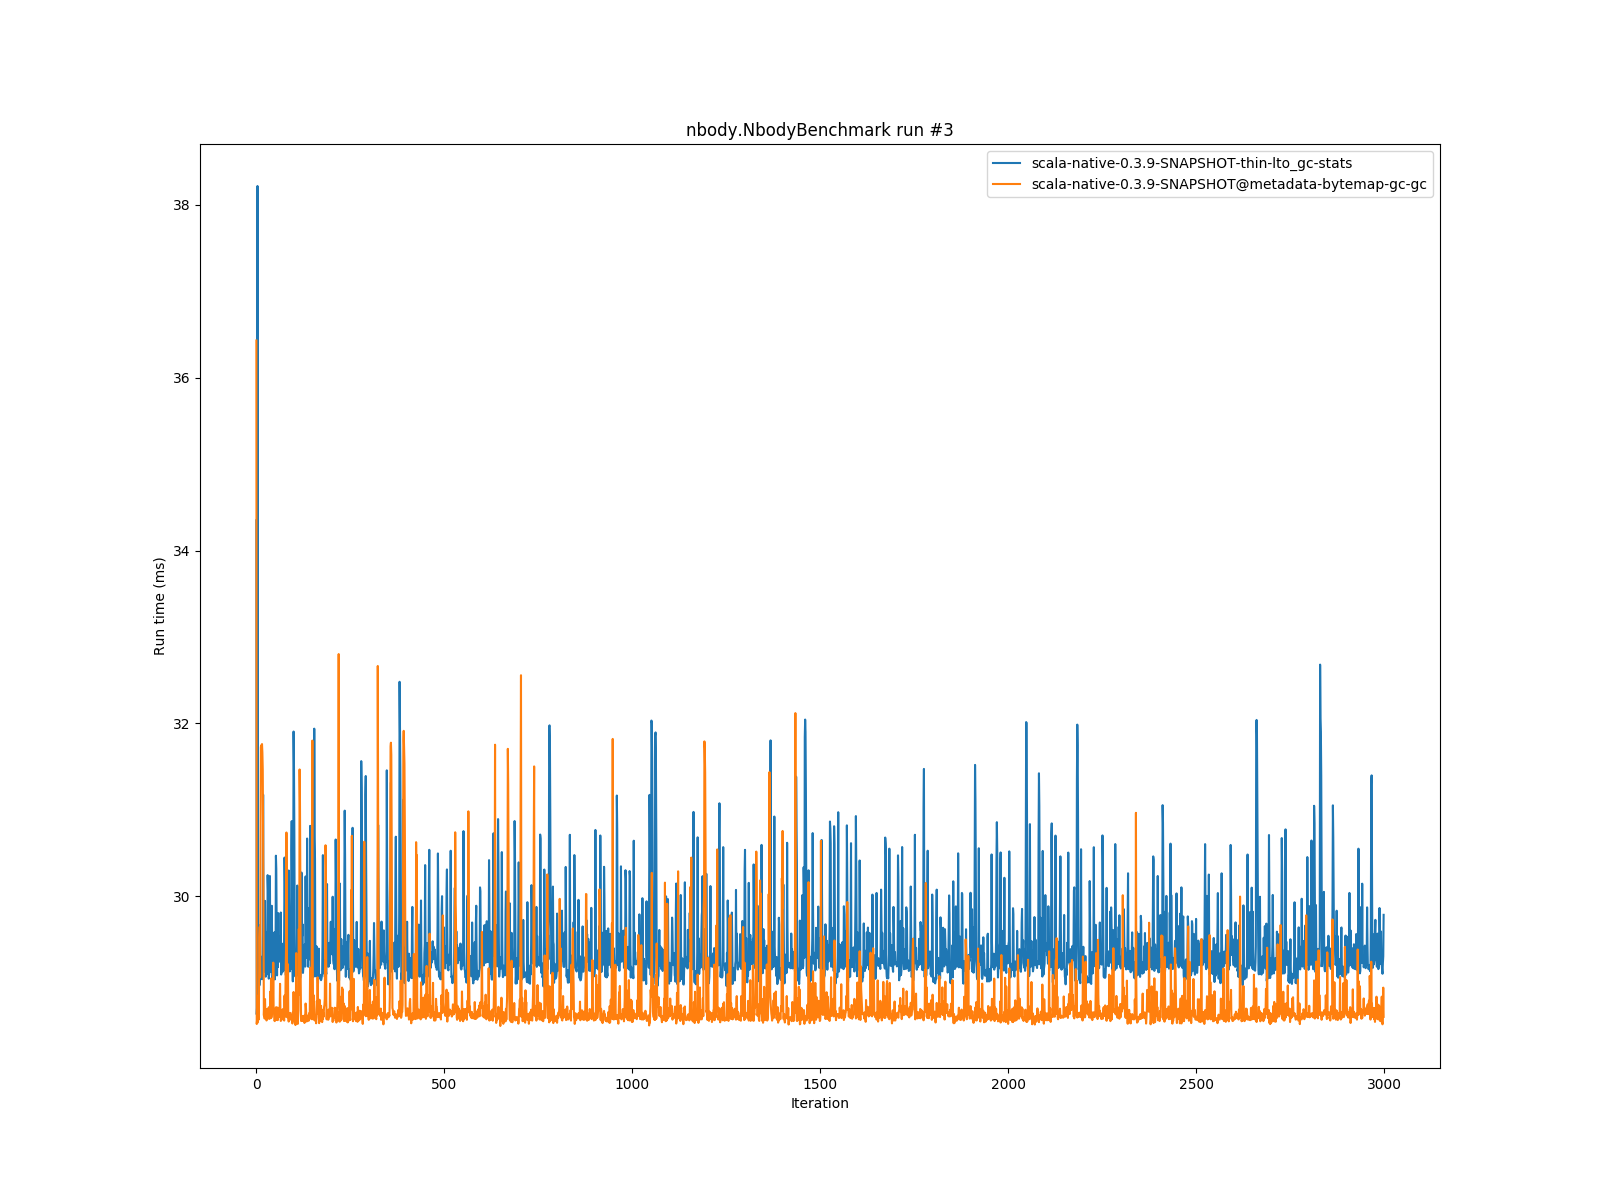 nbody.NbodyBenchmark run #3
scala-native-0.3.9-SNAPSHOT-thin-lto_gc-stats
scala-native-0.3.9-SNAPSHOT@metadata-bytemap-gc-gc
38
36
34
32
30
Run time (ms)
0 500 1000 1500 2000 2500 3000
Iteration